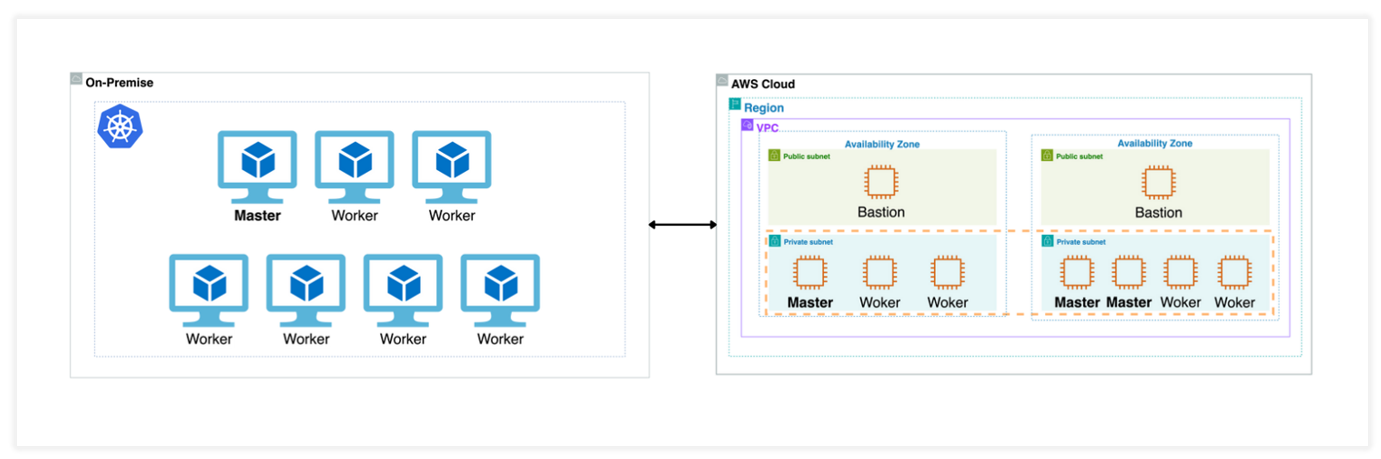 On-Premise
Master Worker Worker
Worker Worker Worker Worker
AWS Cloud
Region
VPC
Availability Zone
Public subnet
Bastion
Private subnet
Master Woker Woker
Availability Zone
Public subnet
Bastion
Private subnet
Master Master Woker Woker